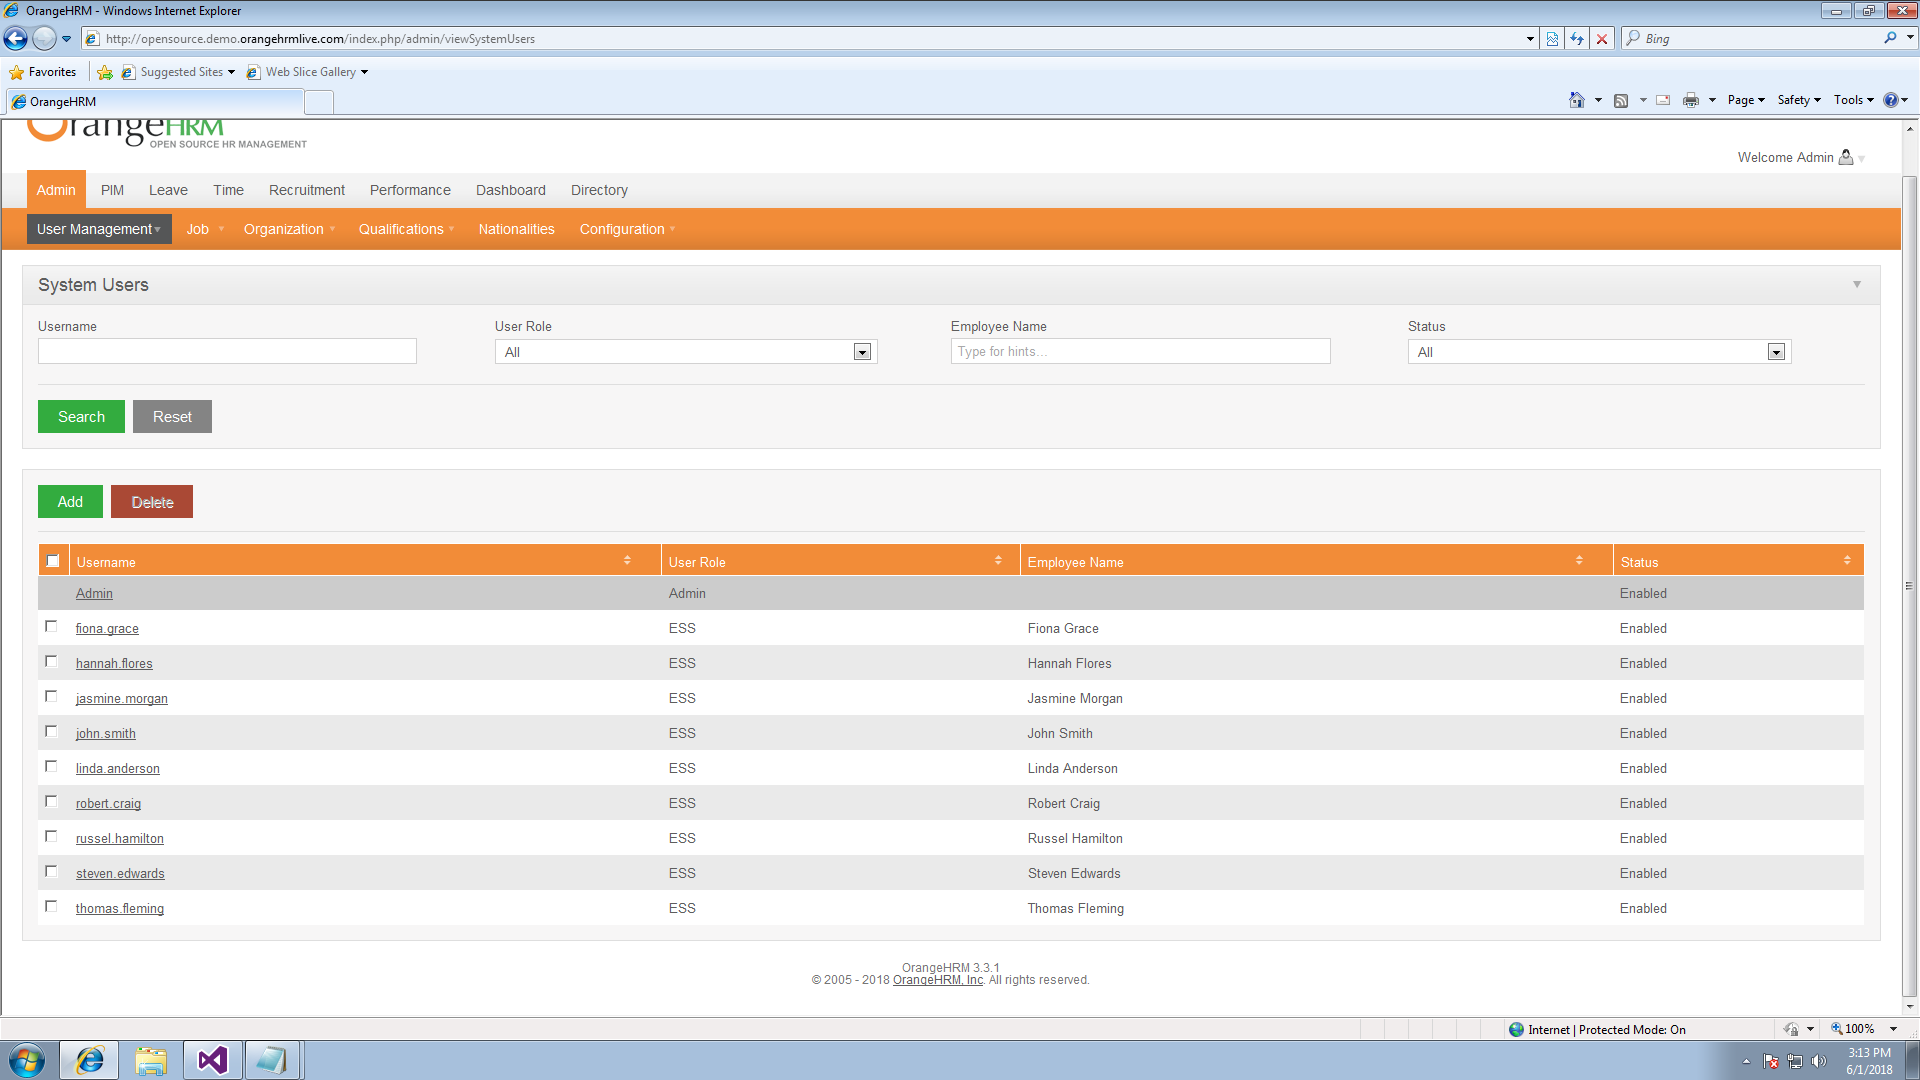 OrangeHRM - Windows Internet Explorer
http://opensource.demo.orangehrmlive.com/index.php/admin/viewSystemUsers
Bing
Favorites Suggested Sites Web Slice Gallery
OrangeHRM
Page Safety Tools
OrangeHRM
OPEN SOURCE HR MANAGEMENT
Welcome Admin
Admin PIM Leave Time Recruitment Performance Dashboard Directory
User Management Job Organization Qualifications Nationalities Configuration
System Users
Username User Role Employee Name Status
All Type for hints... All
Search Reset
Add Delete
Username User Role Employee Name Status
Admin Admin Enabled
fiona.grace ESS Fiona Grace Enabled
hannah.flores ESS Hannah Flores Enabled
jasmine.morgan ESS Jasmine Morgan Enabled
john.smith ESS John Smith Enabled
linda.anderson ESS Linda Anderson Enabled
robert.craig ESS Robert Craig Enabled
russel.hamilton ESS Russel Hamilton Enabled
steven.edwards ESS Steven Edwards Enabled
thomas.fleming ESS Thomas Fleming Enabled
OrangeHRM 3.3.1
© 2005 - 2018 OrangeHRM, Inc. All rights reserved.
Internet | Protected Mode: On 100%
3:13 PM
6/1/2018